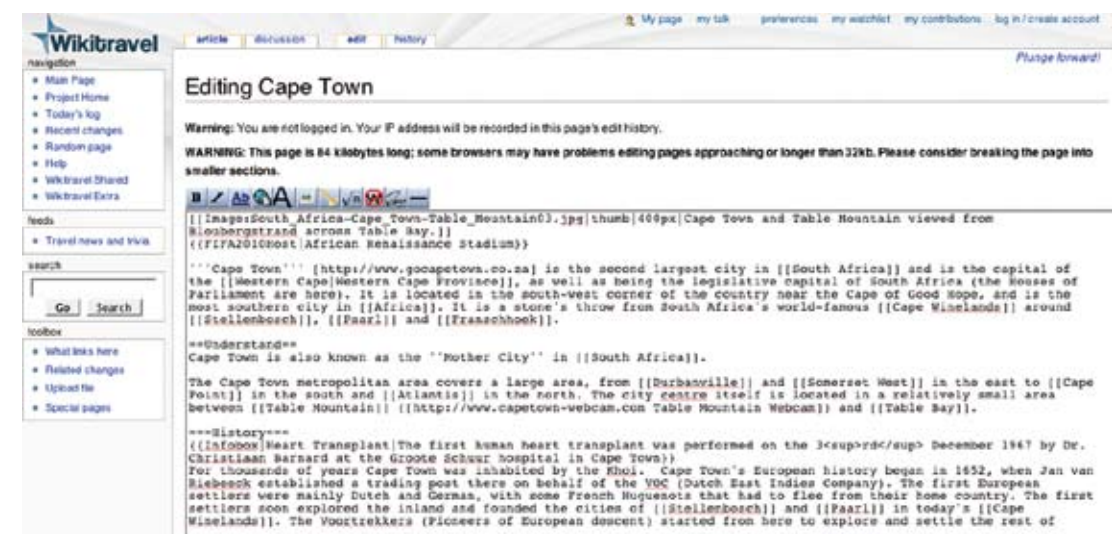 My page my talk preferences my watchlist my contributions log in / create account
Wikitravel
article discussion edit history
Plunge forward!
navigation
Main Page
Project Home
Today's log
Recent changes
Random page
Help
Wikitravel Shared
Wikitravel Extra
feeds
Travel news and trivia
search
Go Search
toolbox
What links here
Related changes
Upload file
Special pages
Editing Cape Town
Warning: You are not logged in. Your IP address will be recorded in this page's edit history.
WARNING: This page is 84 kilobytes long; some browsers may have problems editing pages approaching or longer than 32kb. Please consider breaking the page into
smaller sections.
B I Ab A √n W
[[Image:South_Africa-Cape_Town-Table_Mountain03.jpg|thumb|400px|Cape Town and Table Mountain viewed from
Bloubergstrand across Table Bay.]]
{{FIFA2010Host|African Renaissance Stadium}}
'''Cape Town''' [http://www.gocapetown.co.za] is the second largest city in [[South Africa]] and is the capital of
the [[Western Cape|Western Cape Province]], as well as being the legislative capital of South Africa (the Houses of
Parliament are here). It is located in the south-west corner of the country near the Cape of Good Hope, and is the
most southern city in [[Africa]]. It is a stone's throw from South Africa's world-famous [[Cape Winelands]] around
[[Stellenbosch]], [[Paarl]] and [[Franschhoek]].
==Understand==
Cape Town is also known as the ''Mother City'' in [[South Africa]].
The Cape Town metropolitan area covers a large area, from [[Durbanville]] and [[Somerset West]] in the east to [[Cape
Point]] in the south and [[Atlantis]] in the north. The city centre itself is located in a relatively small area
between [[Table Mountain]] ([http://www.capetown-webcam.com Table Mountain Webcam]) and [[Table Bay]].
===History===
{{Infobox|Heart Transplant|The first human heart transplant was performed on the 3<sup>rd</sup> December 1967 by Dr.
Christiaan Barnard at the Groote Schuur hospital in Cape Town}}
For thousands of years Cape Town was inhabited by the Khoi. Cape Town's European history began in 1652, when Jan van
Riebeeck established a trading post there on behalf of the VOC (Dutch East Indies Company). The first European
settlers were mainly Dutch and German, with some French Huguenots that had to flee from their home country. The first
settlers soon explored the inland and founded the cities of [[Stellenbosch]] and [[Paarl]] in today's [[Cape
Winelands]]. The Voortrekkers (Pioneers of European descent) started from here to explore and settle the rest of